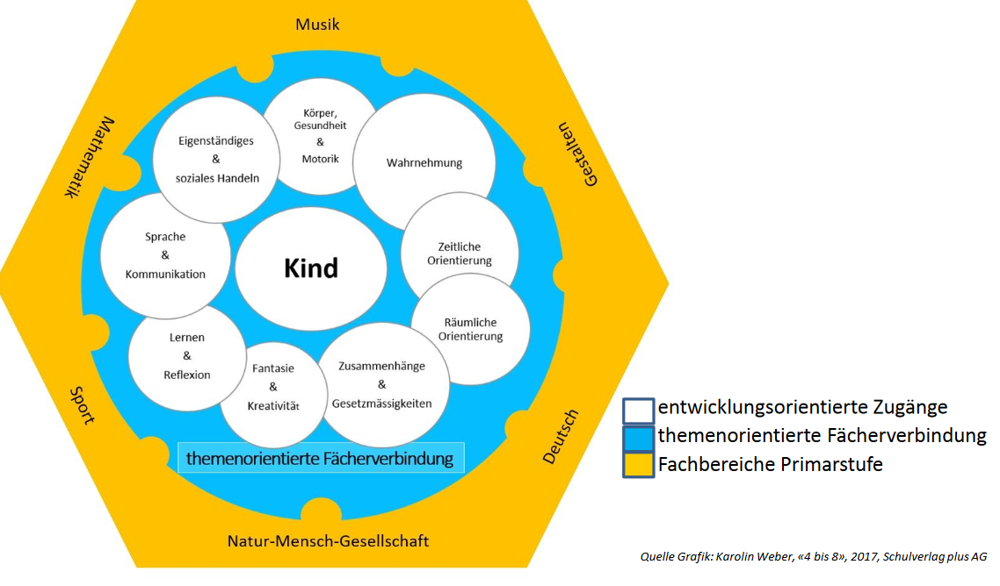 Musik
Mathematik
Gestalten
Körper,
Gesundheit
&
Motorik
Eigenständiges
&
soziales Handeln
Wahrnehmung
Sprache
&
Kommunikation
Kind
Zeitliche
Orientierung
Räumliche
Orientierung
Lernen
&
Reflexion
Fantasie
&
Kreativität
Zusammenhänge
&
Gesetzmässigkeiten
Sport
Deutsch
themenorientierte Fächerverbindung
Natur-Mensch-Gesellschaft
entwicklungsorientierte Zugänge
themenorientierte Fächerverbindung
Fachbereiche Primarstufe
Quelle Grafik: Karolin Weber, «4 bis 8», 2017, Schulverlag plus AG